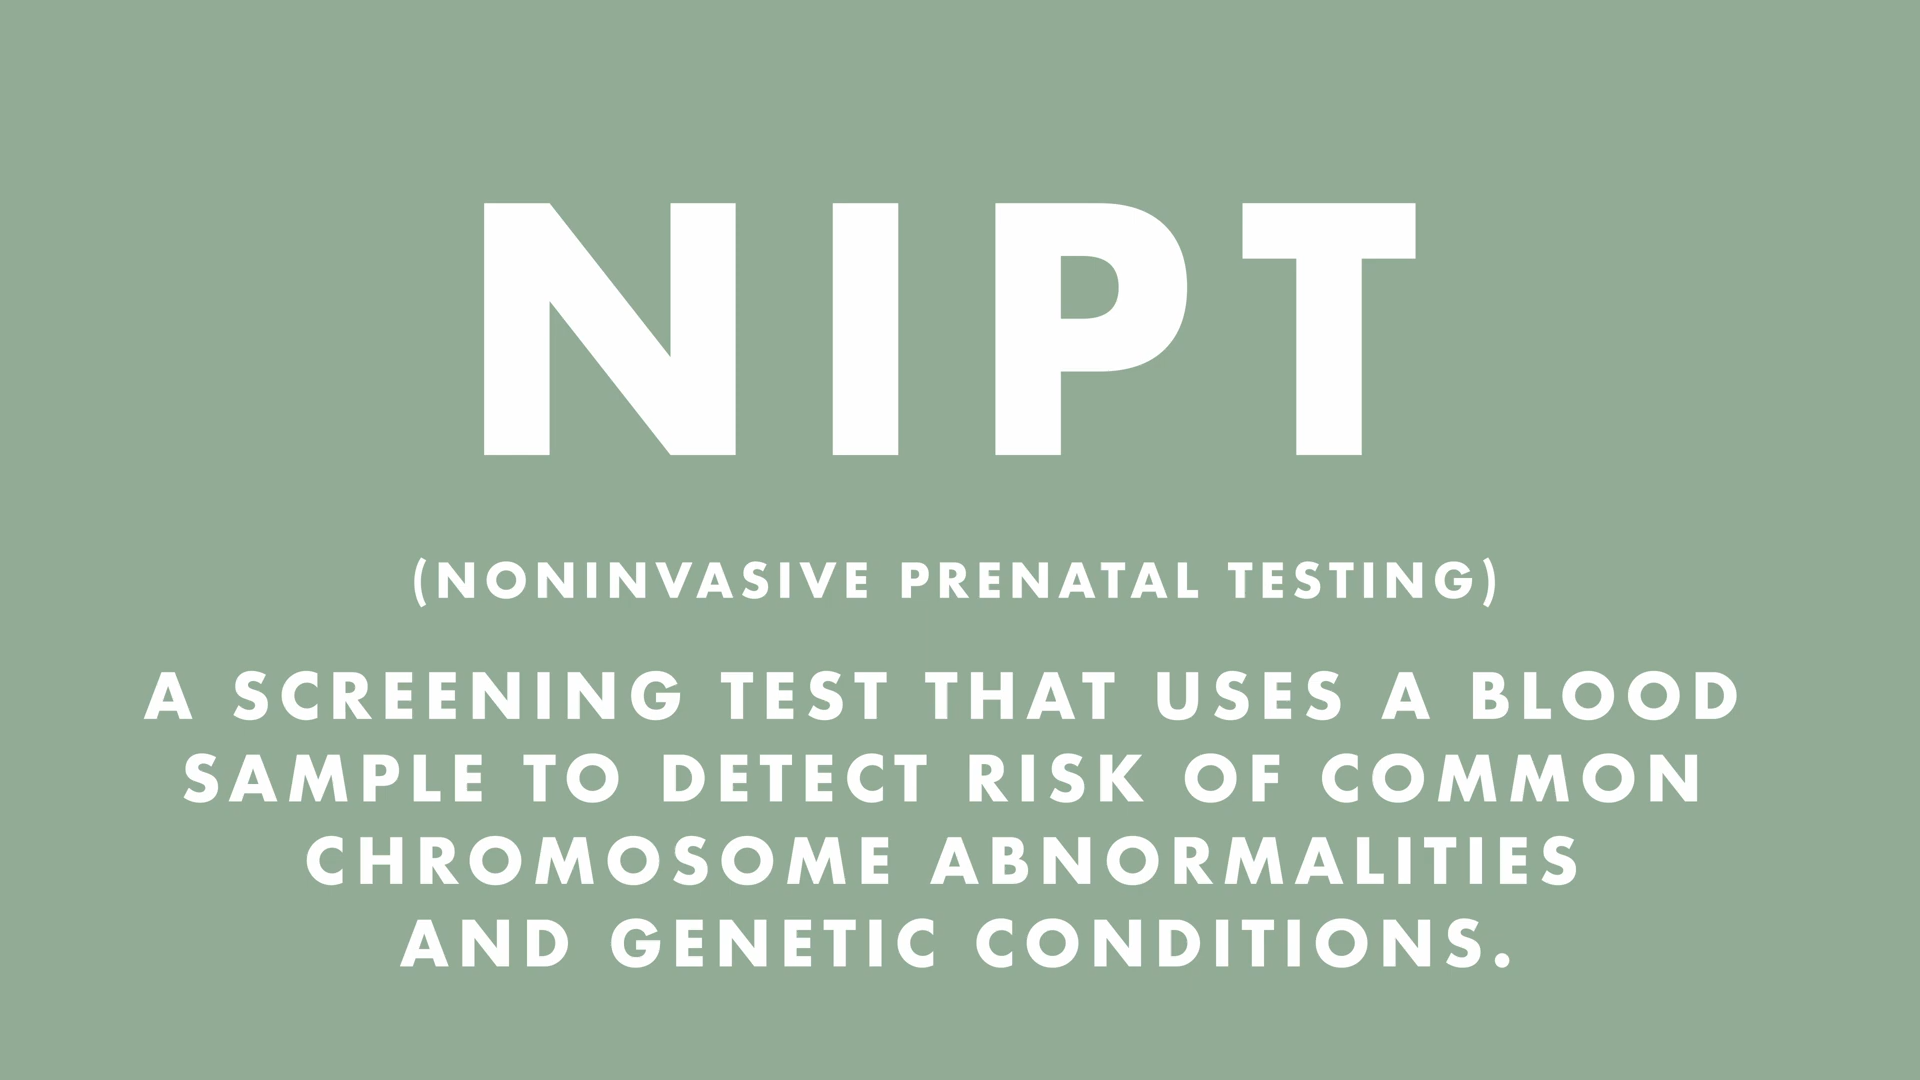 NIPT
(NONINVASIVE PRENATAL TESTING)
A SCREENING TEST THAT USES A BLOOD
SAMPLE TO DETECT RISK OF COMMON
CHROMOSOME ABNORMALITIES
AND GENETIC CONDITIONS.